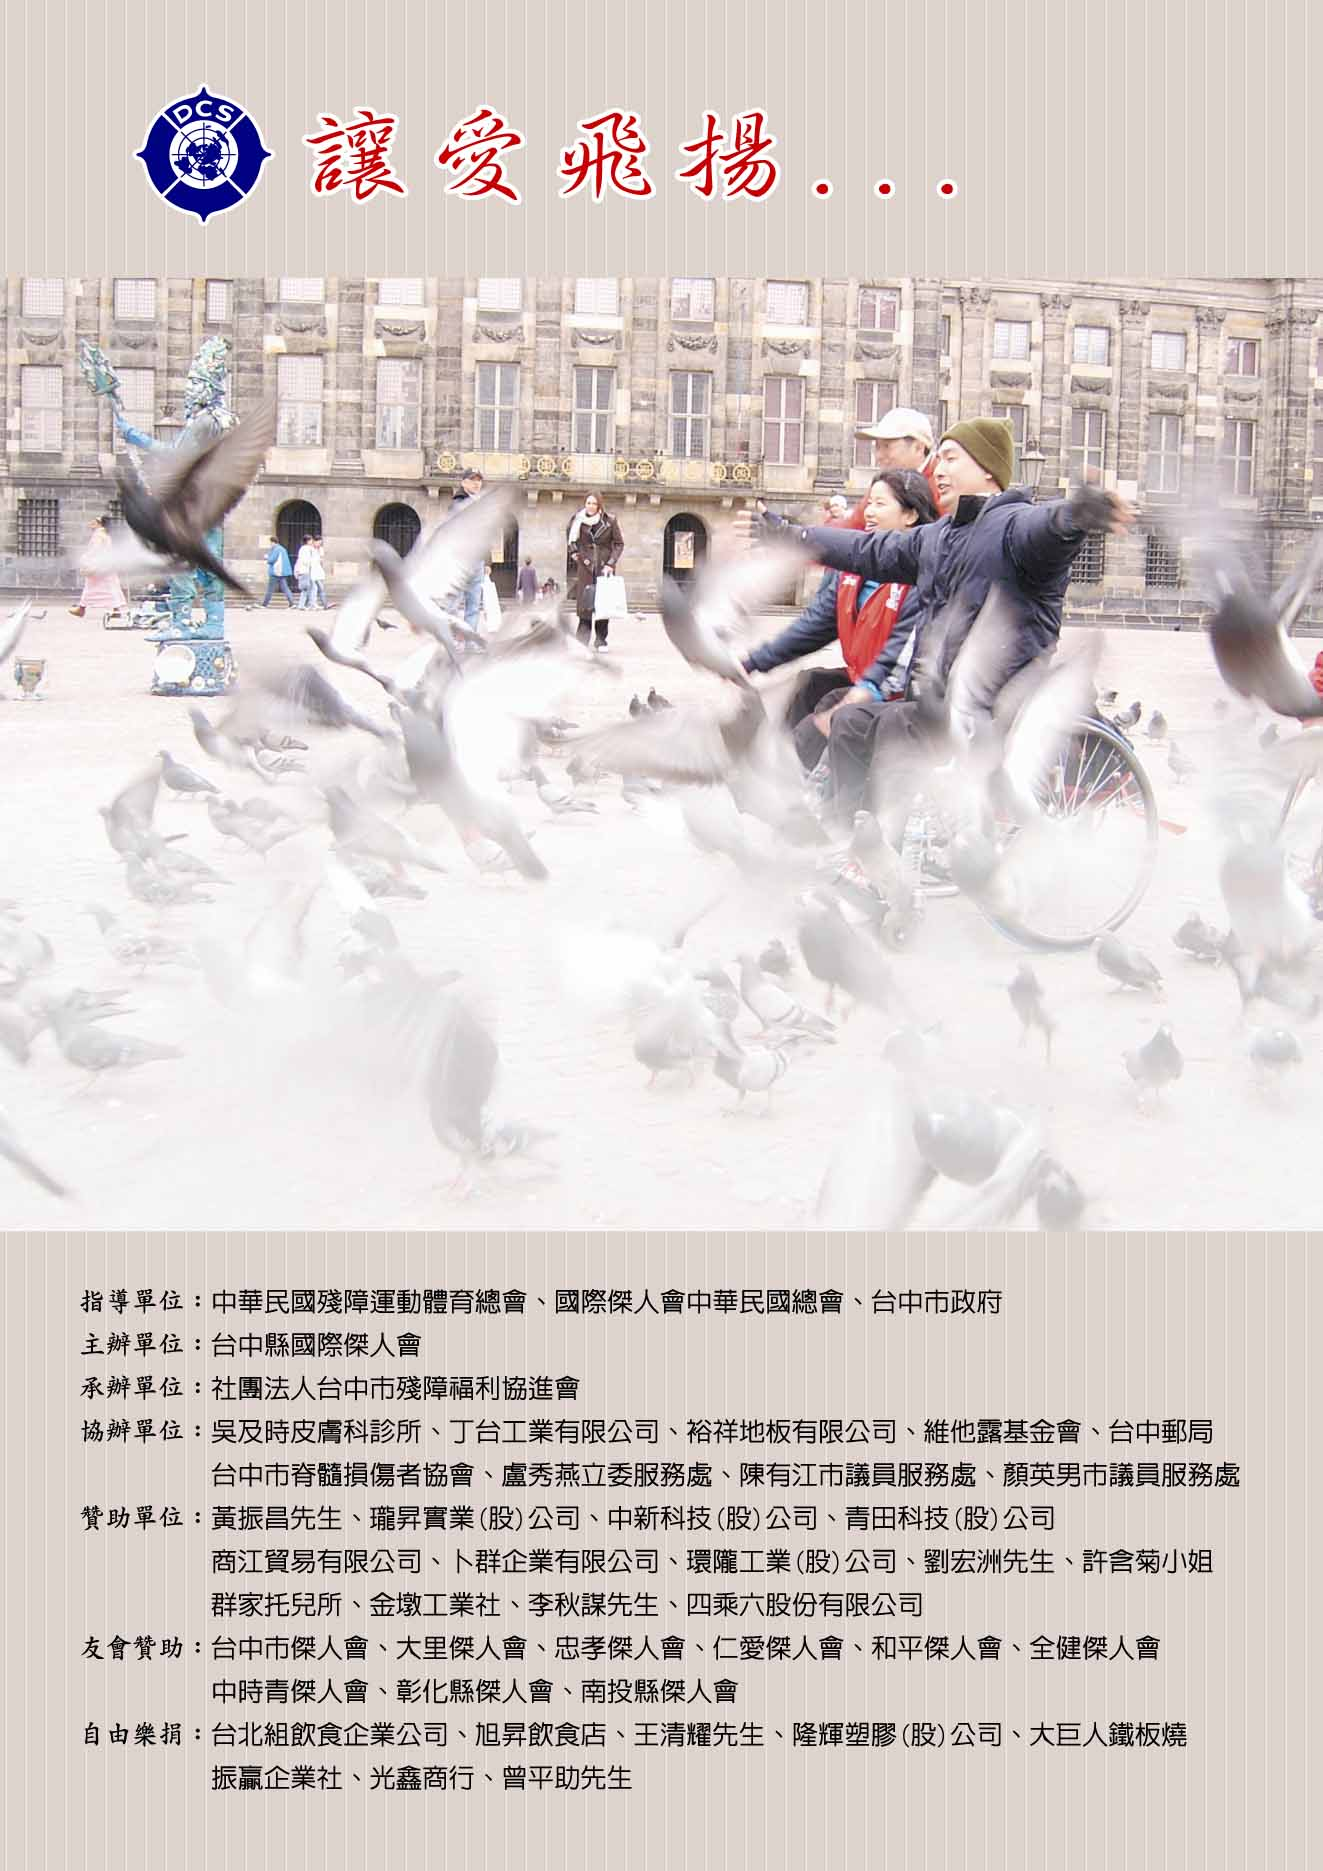 DCS
讓愛飛揚...
指導單位：中華民國殘障運動體育總會、國際傑人會中華民國總會、台中市政府
主辦單位：台中縣國際傑人會
承辦單位：社團法人台中市殘障福利協進會
協辦單位：吳及時皮膚科診所、丁台工業有限公司、裕祥地板有限公司、維他露基金會、台中郵局
台中市脊髓損傷者協會、盧秀燕立委服務處、陳有江市議員服務處、顏英男市議員服務處
贊助單位：黃振昌先生、瓏昇實業(股)公司、中新科技(股)公司、青田科技(股)公司
商江貿易有限公司、卜群企業有限公司、環隴工業(股)公司、劉宏洲先生、許含菊小姐
群家托兒所、金墩工業社、李秋謀先生、四乘六股份有限公司
友會贊助：台中市傑人會、大里傑人會、忠孝傑人會、仁愛傑人會、和平傑人會、全健傑人會
中時青傑人會、彰化縣傑人會、南投縣傑人會
自由樂捐：台北組飲食企業公司、旭昇飲食店、王清耀先生、隆輝塑膠(股)公司、大巨人鐵板燒
振贏企業社、光鑫商行、曾平助先生